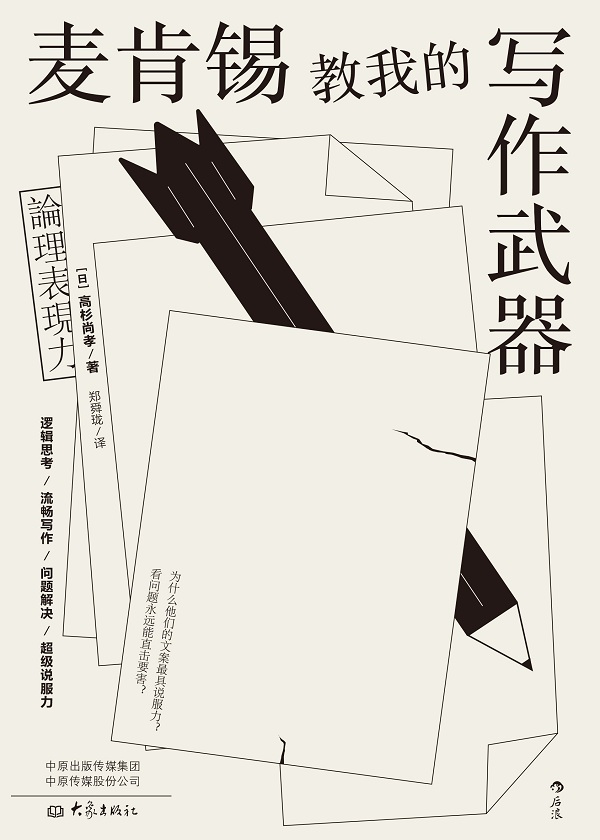 麦肯锡教我的写作武器
論理表現力
[日]高杉尚孝/著
郑舜珑/译
逻辑思考/流畅写作/问题解决/超级说服力
为什么他们的文案最具说服力?
看问题永远能直击要害?
中原出版传媒集团
中原传媒股份公司
大象出版社
后浪